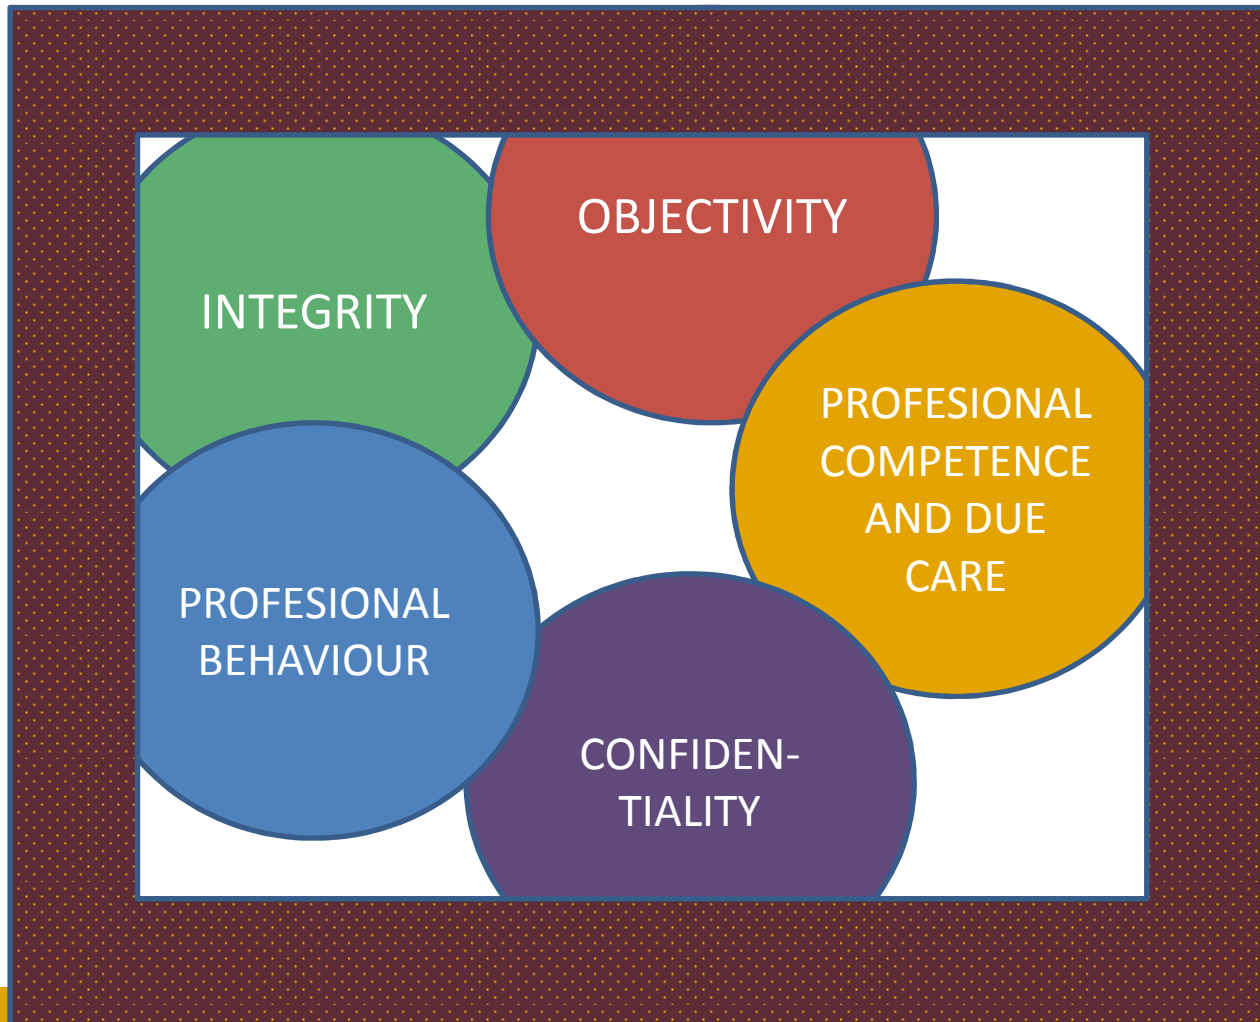 OBJECTIVITY
INTEGRITY
PROFESIONAL
COMPETENCE
AND DUE
CARE
PROFESIONAL
BEHAVIOUR
CONFIDEN-
TIALITY